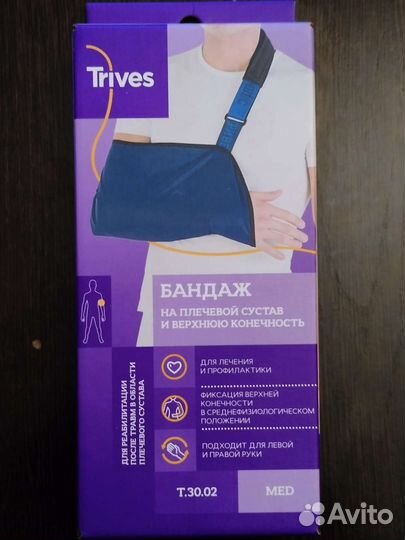 Trives
БАНДАЖ
НА ПЛЕЧЕВОЙ СУСТАВ
И ВЕРХНЮЮ КОНЕЧНОСТЬ
ДЛЯ РЕАБИЛИТАЦИИ
ПОСЛЕ ТРАВМ В ОБЛАСТИ
ПЛЕЧЕВОГО СУСТАВА
ДЛЯ ЛЕЧЕНИЯ
И ПРОФИЛАКТИКИ
ФИКСАЦИЯ ВЕРХНЕЙ
КОНЕЧНОСТИ
В СРЕДНЕФИЗИОЛОГИЧЕСКОМ
ПОЛОЖЕНИИ
ПОДХОДИТ ДЛЯ ЛЕВОЙ
И ПРАВОЙ РУКИ
Т.30.02
MED
Avito